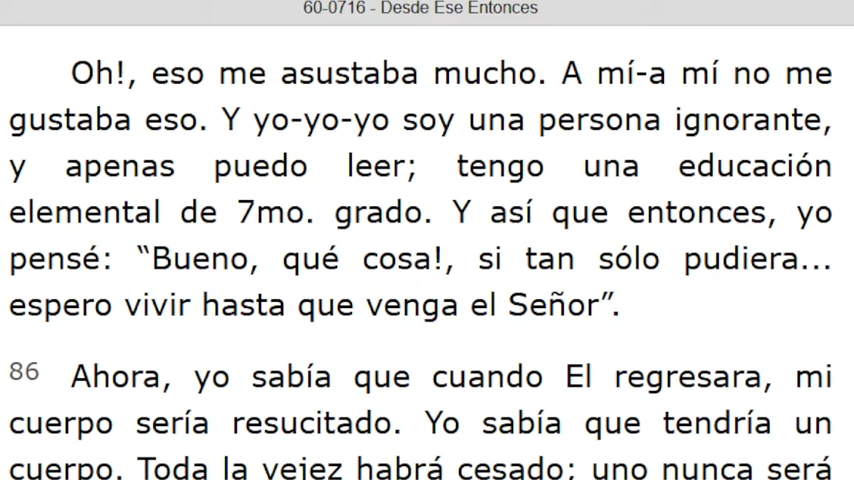 60-0716 - Desde Ese Entonces
Oh!, eso me asustaba mucho. A mí-a mí no me
gustaba eso. Y yo-yo-yo soy una persona ignorante,
y apenas puedo leer; tengo una educación
elemental de 7mo. grado. Y así que entonces, yo
pensé: “Bueno, qué cosa!, si tan sólo pudiera...
espero vivir hasta que venga el Señor”.
86 Ahora, yo sabía que cuando El regresara, mi
cuerpo sería resucitado. Yo sabía que tendría un
cuerpo. Toda la vejez habrá cesado; uno nunca será